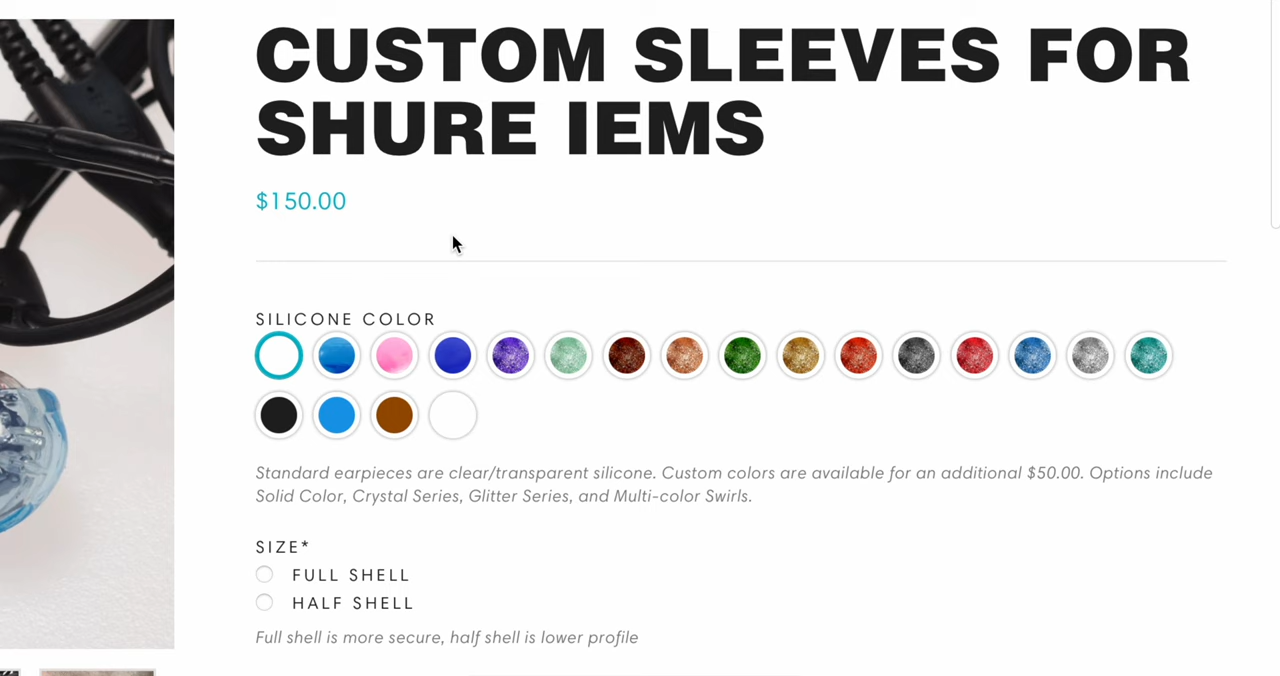 CUSTOM SLEEVES FOR
SHURE IEMS
$150.00
SILICONE COLOR
Standard earpieces are clear/transparent silicone. Custom colors are available for an additional $50.00. Options include
Solid Color, Crystal Series, Glitter Series, and Multi-color Swirls.
SIZE*
FULL SHELL
HALF SHELL
Full shell is more secure, half shell is lower profile